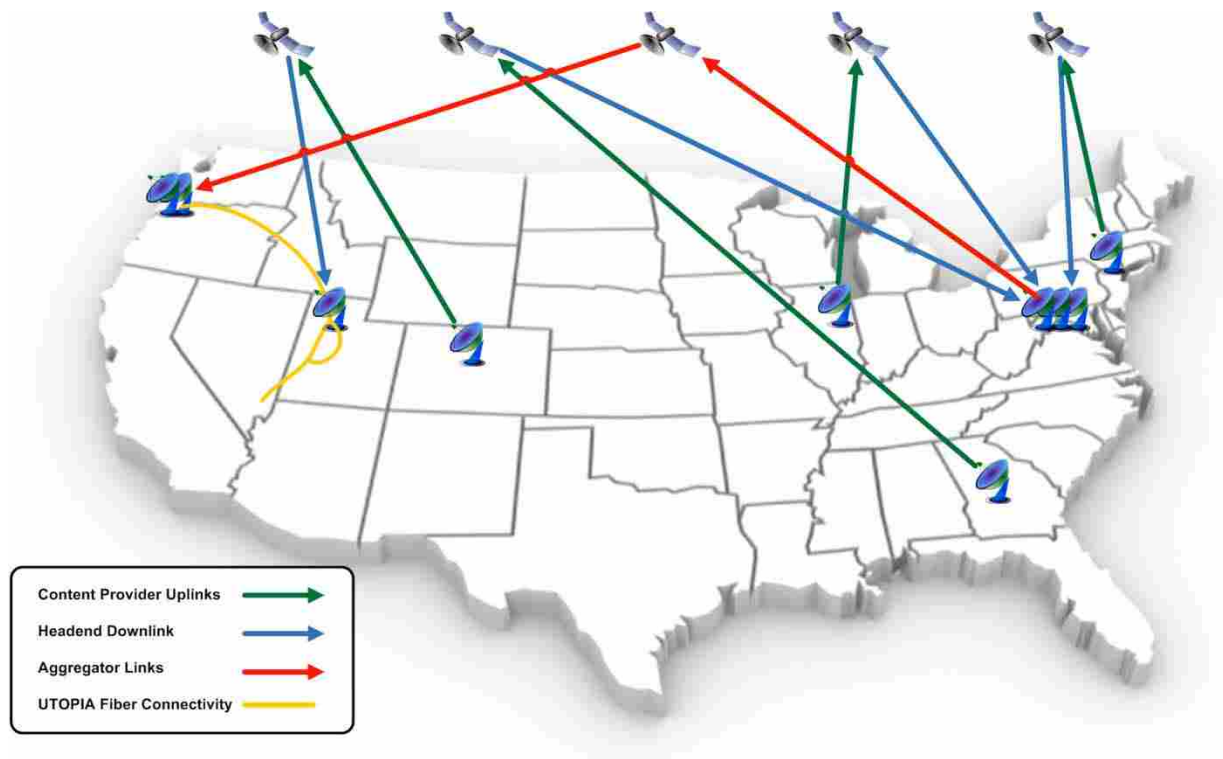 Content Provider Uplinks
Headend Downlink
Aggregator Links
UTOPIA Fiber Connectivity